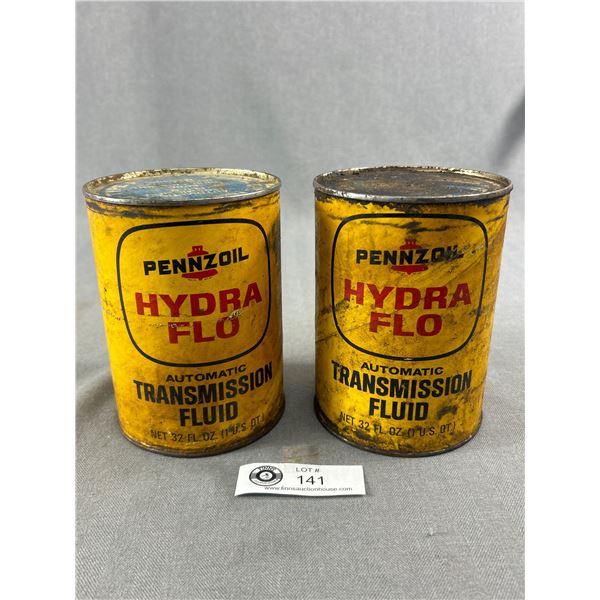 PENNZOIL
HYDRA
FLO
AUTOMATIC
TRANSMISSION
FLUID
NET 32 FL. OZ. (1 U.S. QT.)
PENNZOIL
HYDRA
FLO
AUTOMATIC
TRANSMISSION
FLUID
NET 32 FL. OZ. (1 U.S. QT.)
LOT #
141
www.finnsauctionhouse.com